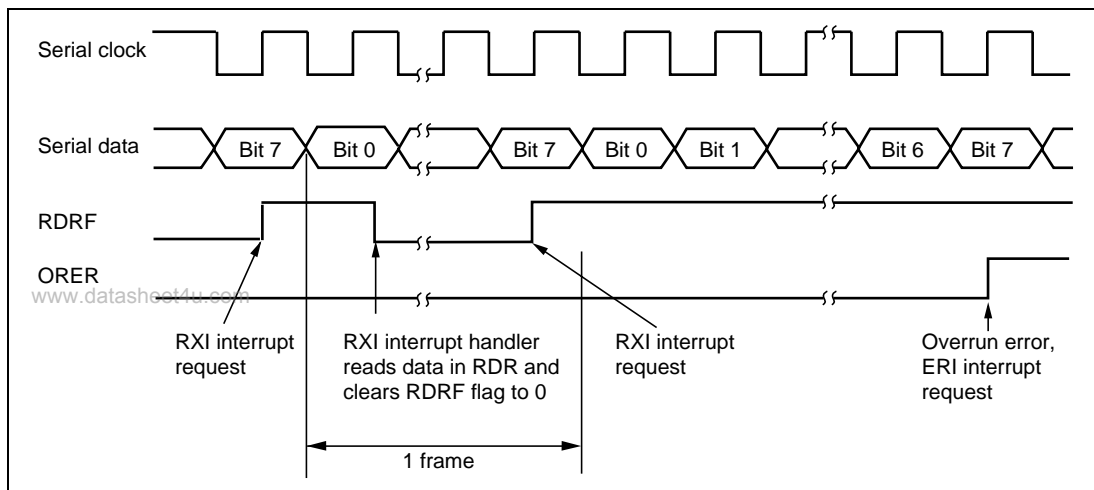 Serial clock
Serial data
Bit 7
Bit 0
Bit 7
Bit 0
Bit 1
Bit 6
Bit 7
RDRF
ORER
www.datasheet4u.com
RXI interrupt
request
RXI interrupt handler
reads data in RDR and
clears RDRF flag to 0
RXI interrupt
request
Overrun error,
ERI interrupt
request
1 frame